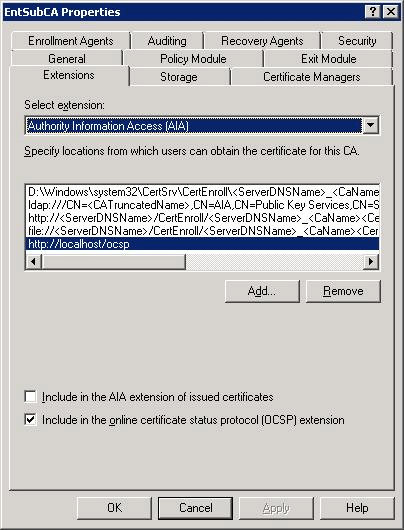 EntSubCA Properties
Enrollment Agents Auditing Recovery Agents Security
General Policy Module Exit Module
Extensions Storage Certificate Managers
Select extension:
Authority Information Access (AIA)
Specify locations from which users can obtain the certificate for this CA.
D:\Windows\system32\CertSrv\CertEnroll\<ServerDNSName>_<CaName
ldap:///CN=<CATruncatedName>,CN=AIA,CN=Public Key Services,CN=S
http://<ServerDNSName>/CertEnroll/<ServerDNSName>_<CaName><Ce
file://<ServerDNSName>/CertEnroll/<ServerDNSName>_<CaName><Cer
http://localhost/ocsp
Add... Remove
Include in the AIA extension of issued certificates
Include in the online certificate status protocol (OCSP) extension
OK Cancel Apply Help